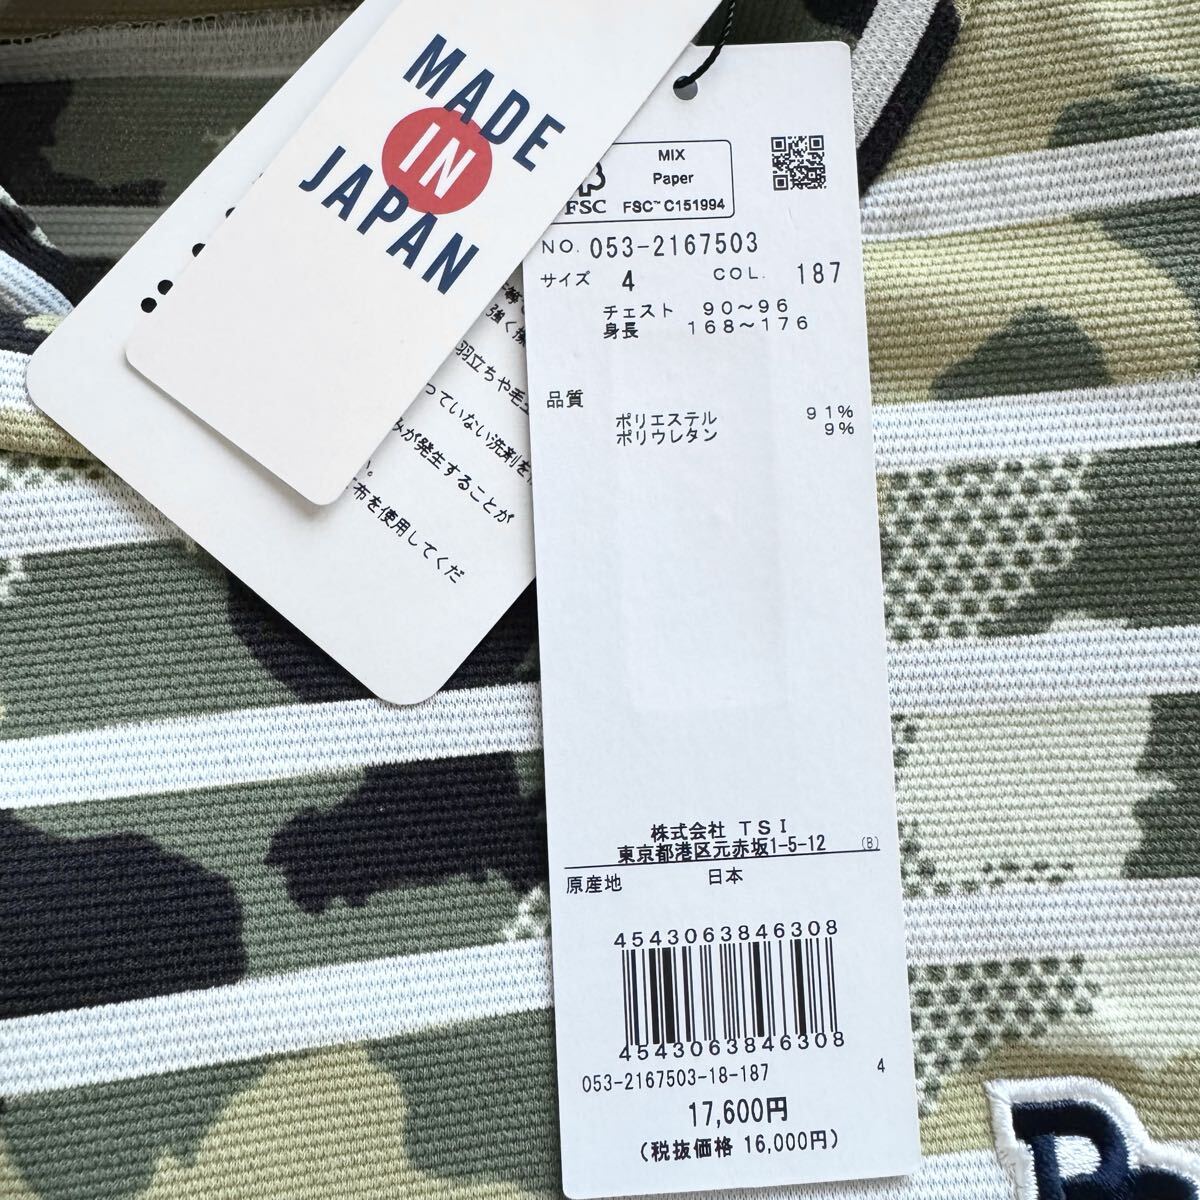 MADE
IN
JAPAN
強く擦
羽立ちや毛玉
っていない洗剤を
みが発生することが
い。
布を使用してくだ
MIX
Paper
FSC
FSC™ C151994
NO. 053-2167503
サイズ 4 COL. 187
チェスト 90～96
身長 168～176
品質
ポリエステル 91%
ポリウレタン 9%
株式会社 TSI
東京都港区元赤坂1-5-12 (B)
原産地 日本
4543063846308
4543063846308
053-2167503-18-187 4
17,600円
(税抜価格 16,000円)